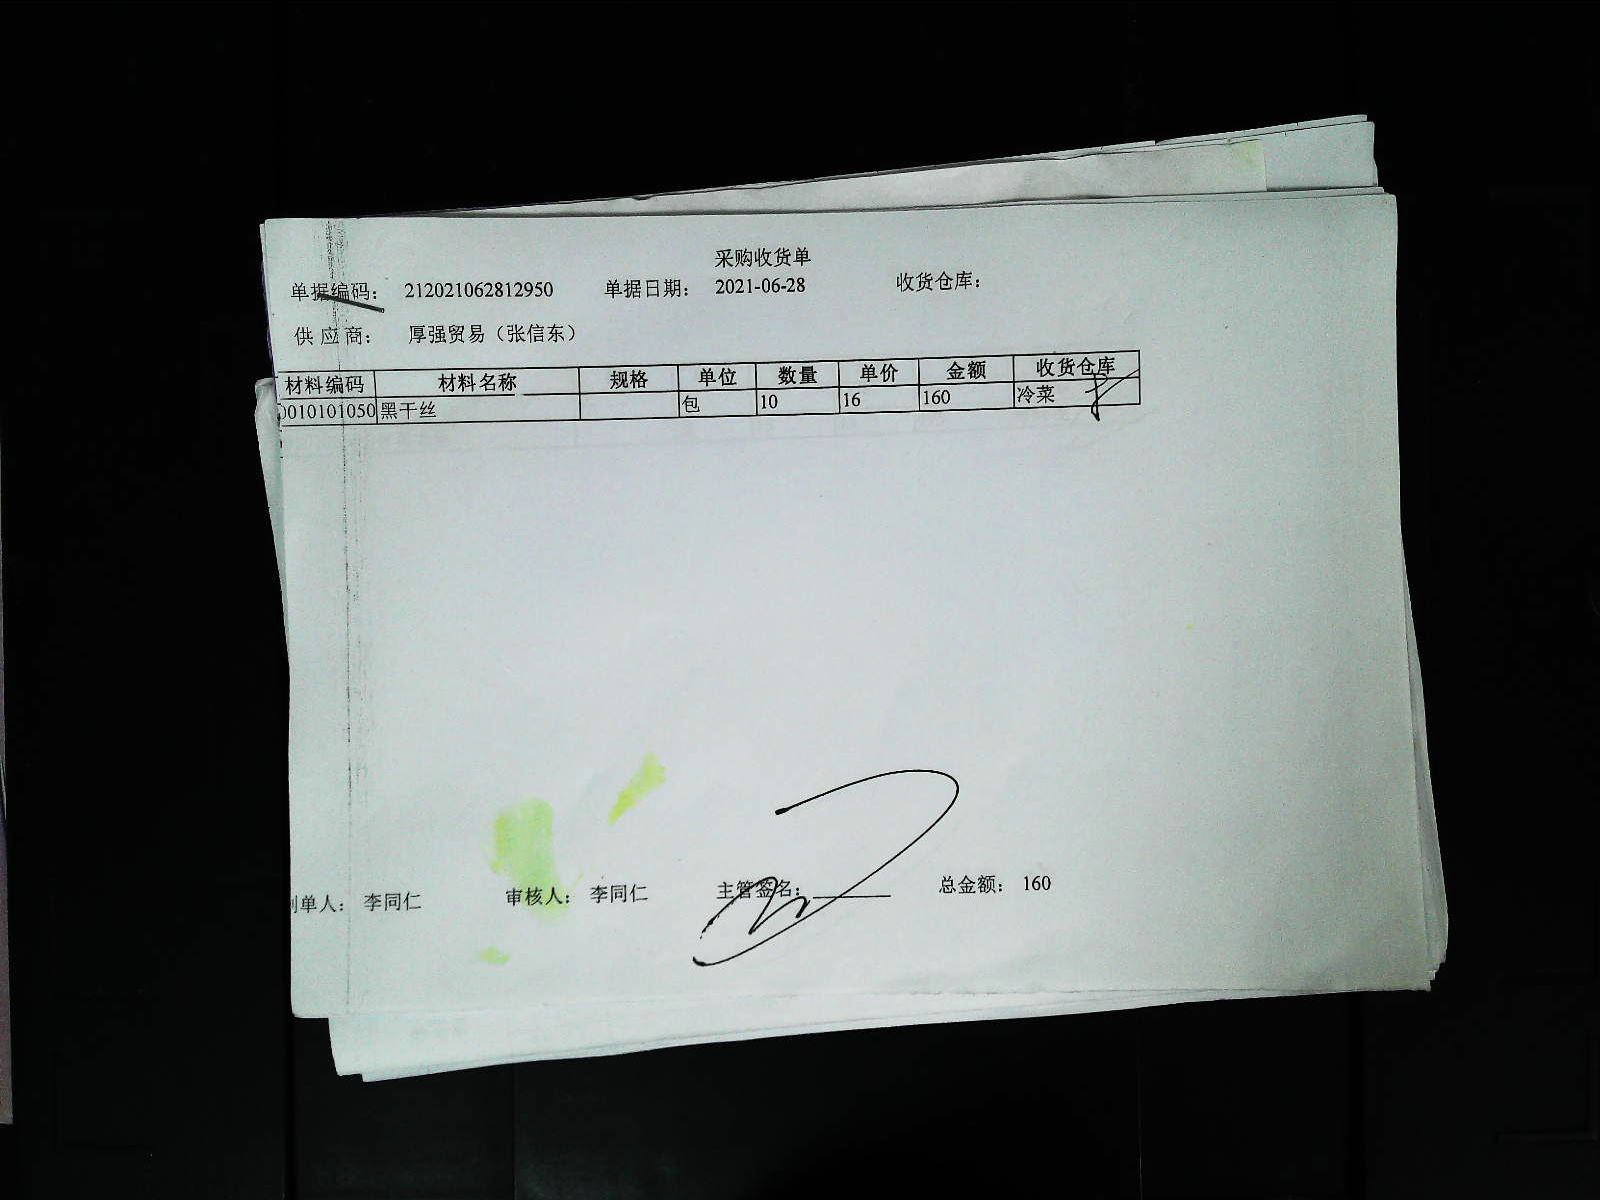 采购收货单
单据编码： 212021062812950 单据日期： 2021-06-28 收货仓库：
供应商： 厚强贸易（张信东）
材料编码 材料名称 规格 单位 数量 单价 金额 收货仓库
010101050 黑干丝 包 10 16 160 冷菜
单人： 李同仁 审核人： 李同仁 主管签名： 总金额： 160